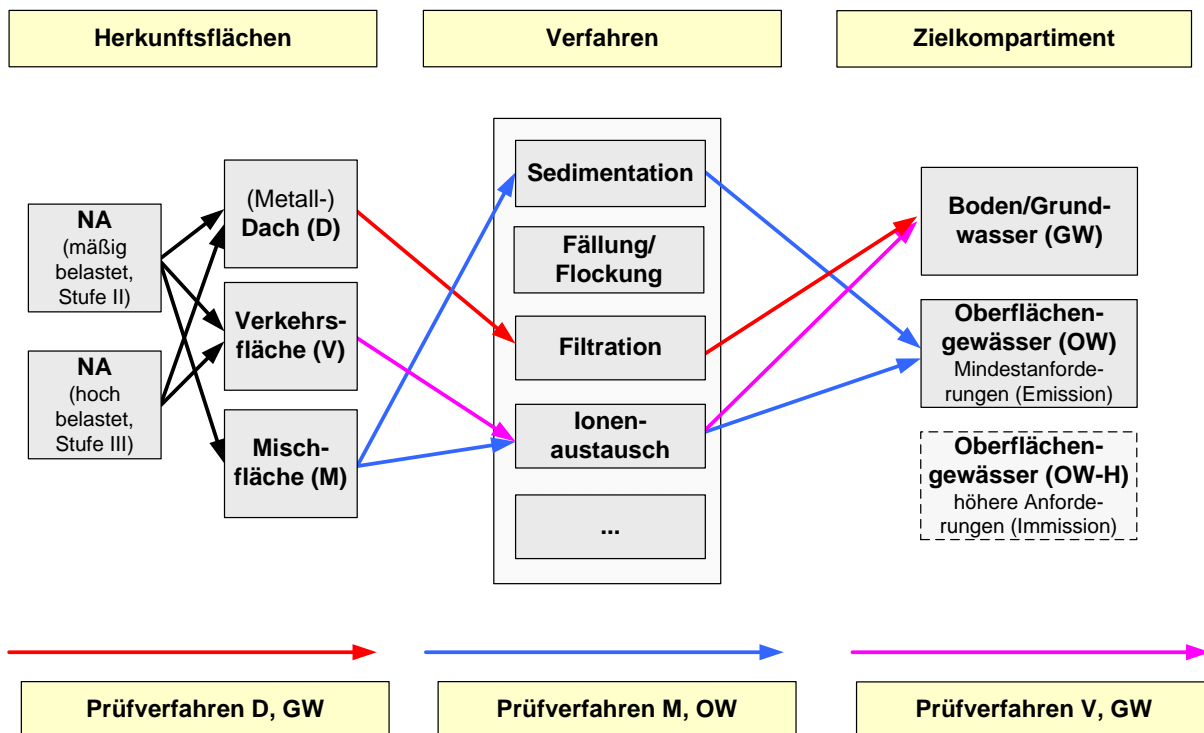 Herkunftsflächen
Verfahren
Zielkompartiment
NA
(mäßig
belastet,
Stufe II)
NA
(hoch
belastet,
Stufe III)
(Metall-)
Dach (D)
Verkehrs-
fläche (V)
Misch-
fläche (M)
Sedimentation
Fällung/
Flockung
Filtration
Ionen-
austausch
...
Boden/Grund-
wasser (GW)
Oberflächen-
gewässer (OW)
Mindestanforde-
rungen (Emission)
Oberflächen-
gewässer (OW-H)
höhere Anforde-
rungen (Immission)
Prüfverfahren D, GW
Prüfverfahren M, OW
Prüfverfahren V, GW